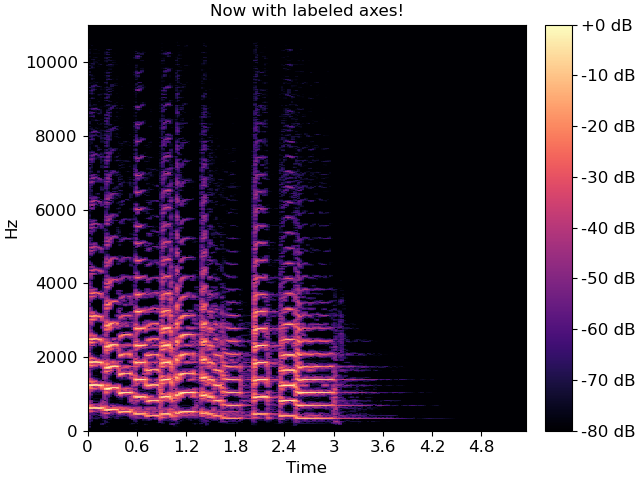 Now with labeled axes!
+0 dB
10000
-10 dB
8000
-20 dB
-30 dB
6000
Hz
-40 dB
4000
-50 dB
-60 dB
2000
-70 dB
0
-80 dB
0 0.6 1.2 1.8 2.4 3 3.6 4.2 4.8
Time